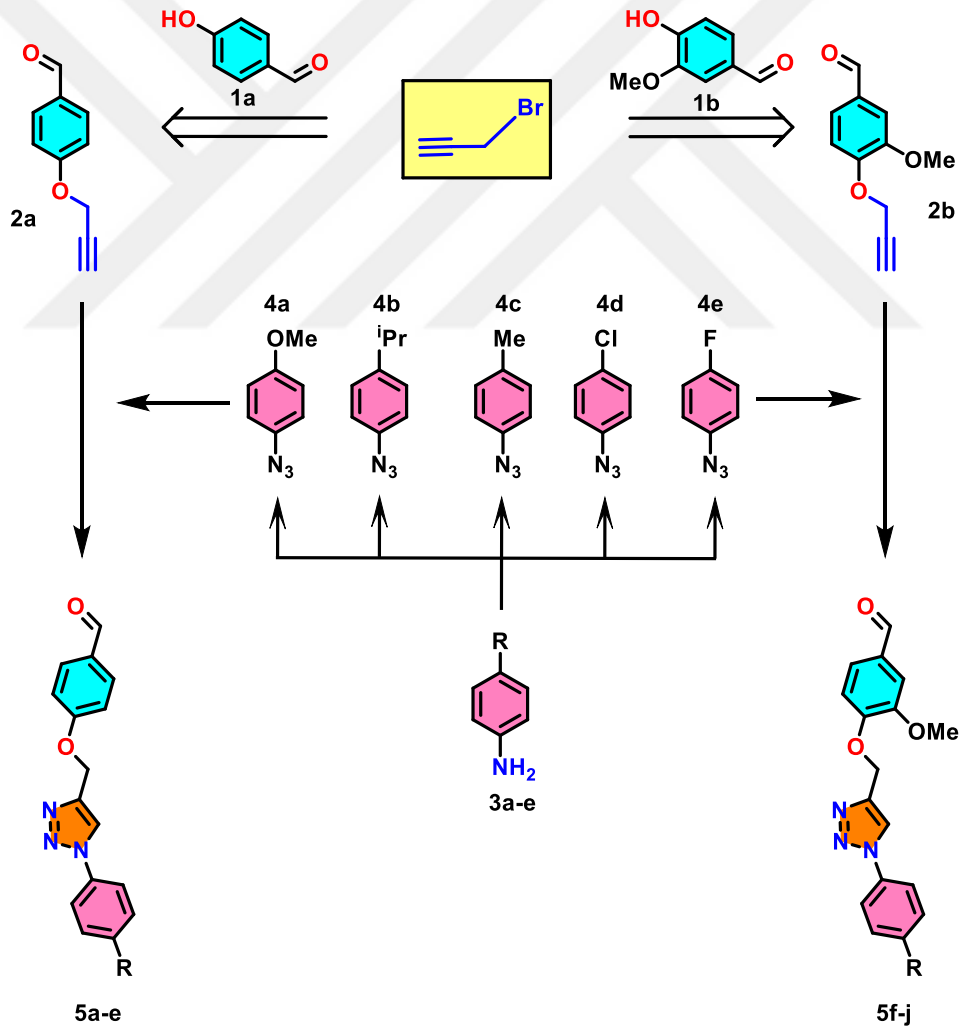 HO
O
1a
Br
HO
MeO
O
1b
O
O
2a
O
OMe
O
2b
4a
4b
4c
4d
4e
OMe
iPr
Me
Cl
F
N3
N3
N3
N3
N3
R
NH2
3a-e
O
O
N
N
N
R
5a-e
O
OMe
O
N
N
N
R
5f-j